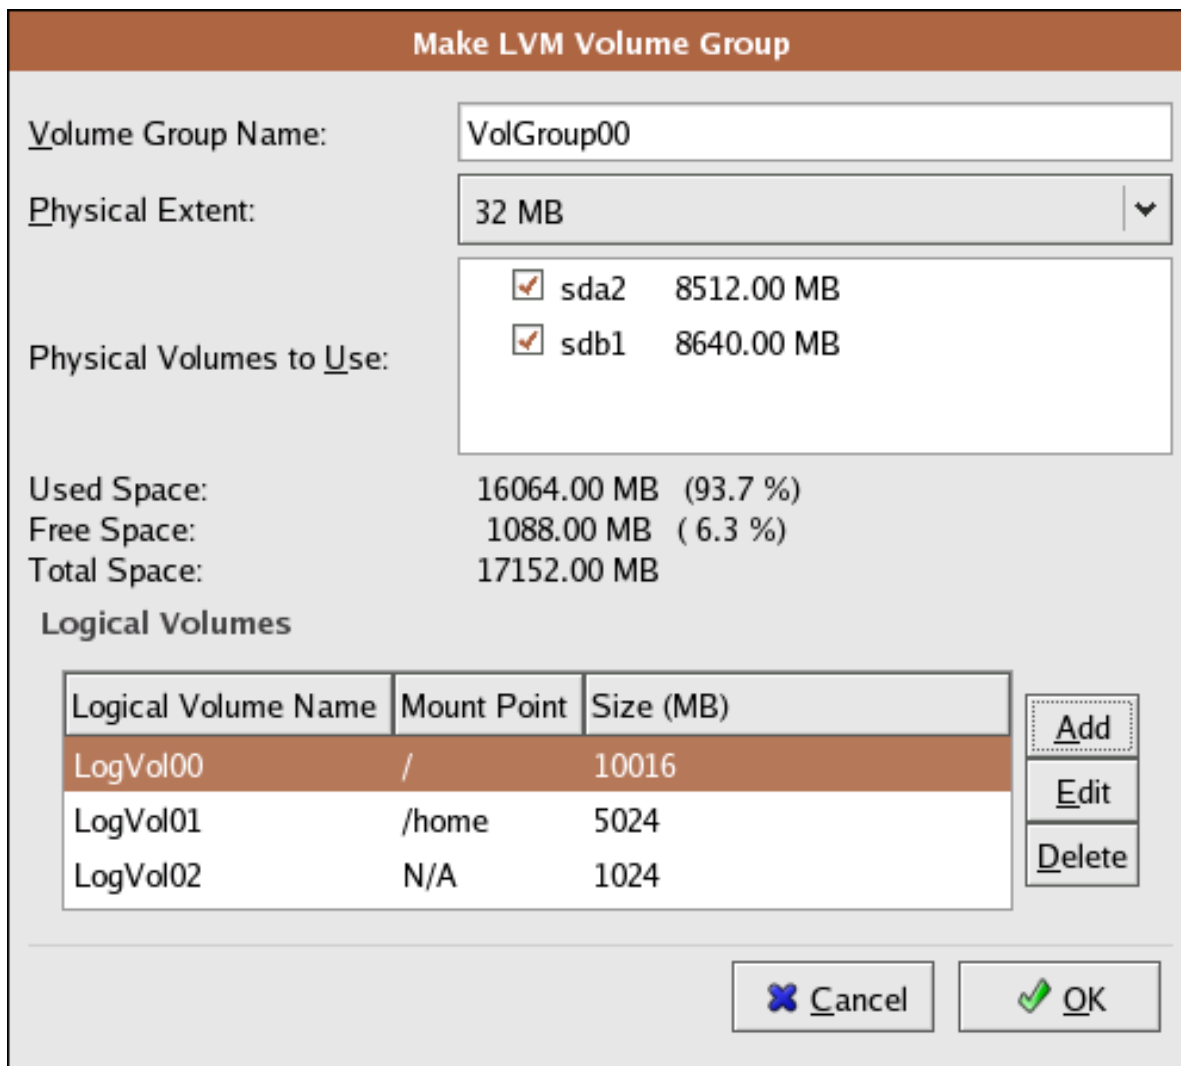 Make LVM Volume Group
Volume Group Name: VolGroup00
Physical Extent: 32 MB
sda2 8512.00 MB
sdb1 8640.00 MB
Physical Volumes to Use:
Used Space: 16064.00 MB (93.7 %)
Free Space: 1088.00 MB ( 6.3 %)
Total Space: 17152.00 MB
Logical Volumes
Logical Volume Name Mount Point Size (MB)
LogVol00 / 10016
LogVol01 /home 5024
LogVol02 N/A 1024
Add
Edit
Delete
Cancel OK